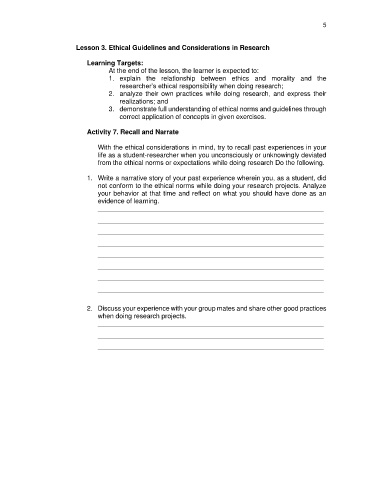 5
Lesson 3. Ethical Guidelines and Considerations in Research
Learning Targets:
At the end of the lesson, the learner is expected to:
1. explain the relationship between ethics and morality and the
researcher's ethical responsibility when doing research;
2. analyze their own practices while doing research, and express their
realizations; and
3. demonstrate full understanding of ethical norms and guidelines through
correct application of concepts in given exercises.
Activity 7. Recall and Narrate
With the ethical considerations in mind, try to recall past experiences in your
life as a student-researcher when you unconsciously or unknowingly deviated
from the ethical norms or expectations while doing research Do the following.
1. Write a narrative story of your past experience wherein you, as a student, did
not conform to the ethical norms while doing your research projects. Analyze
your behavior at that time and reflect on what you should have done as an
evidence of learning.
2. Discuss your experience with your group mates and share other good practices
when doing research projects.